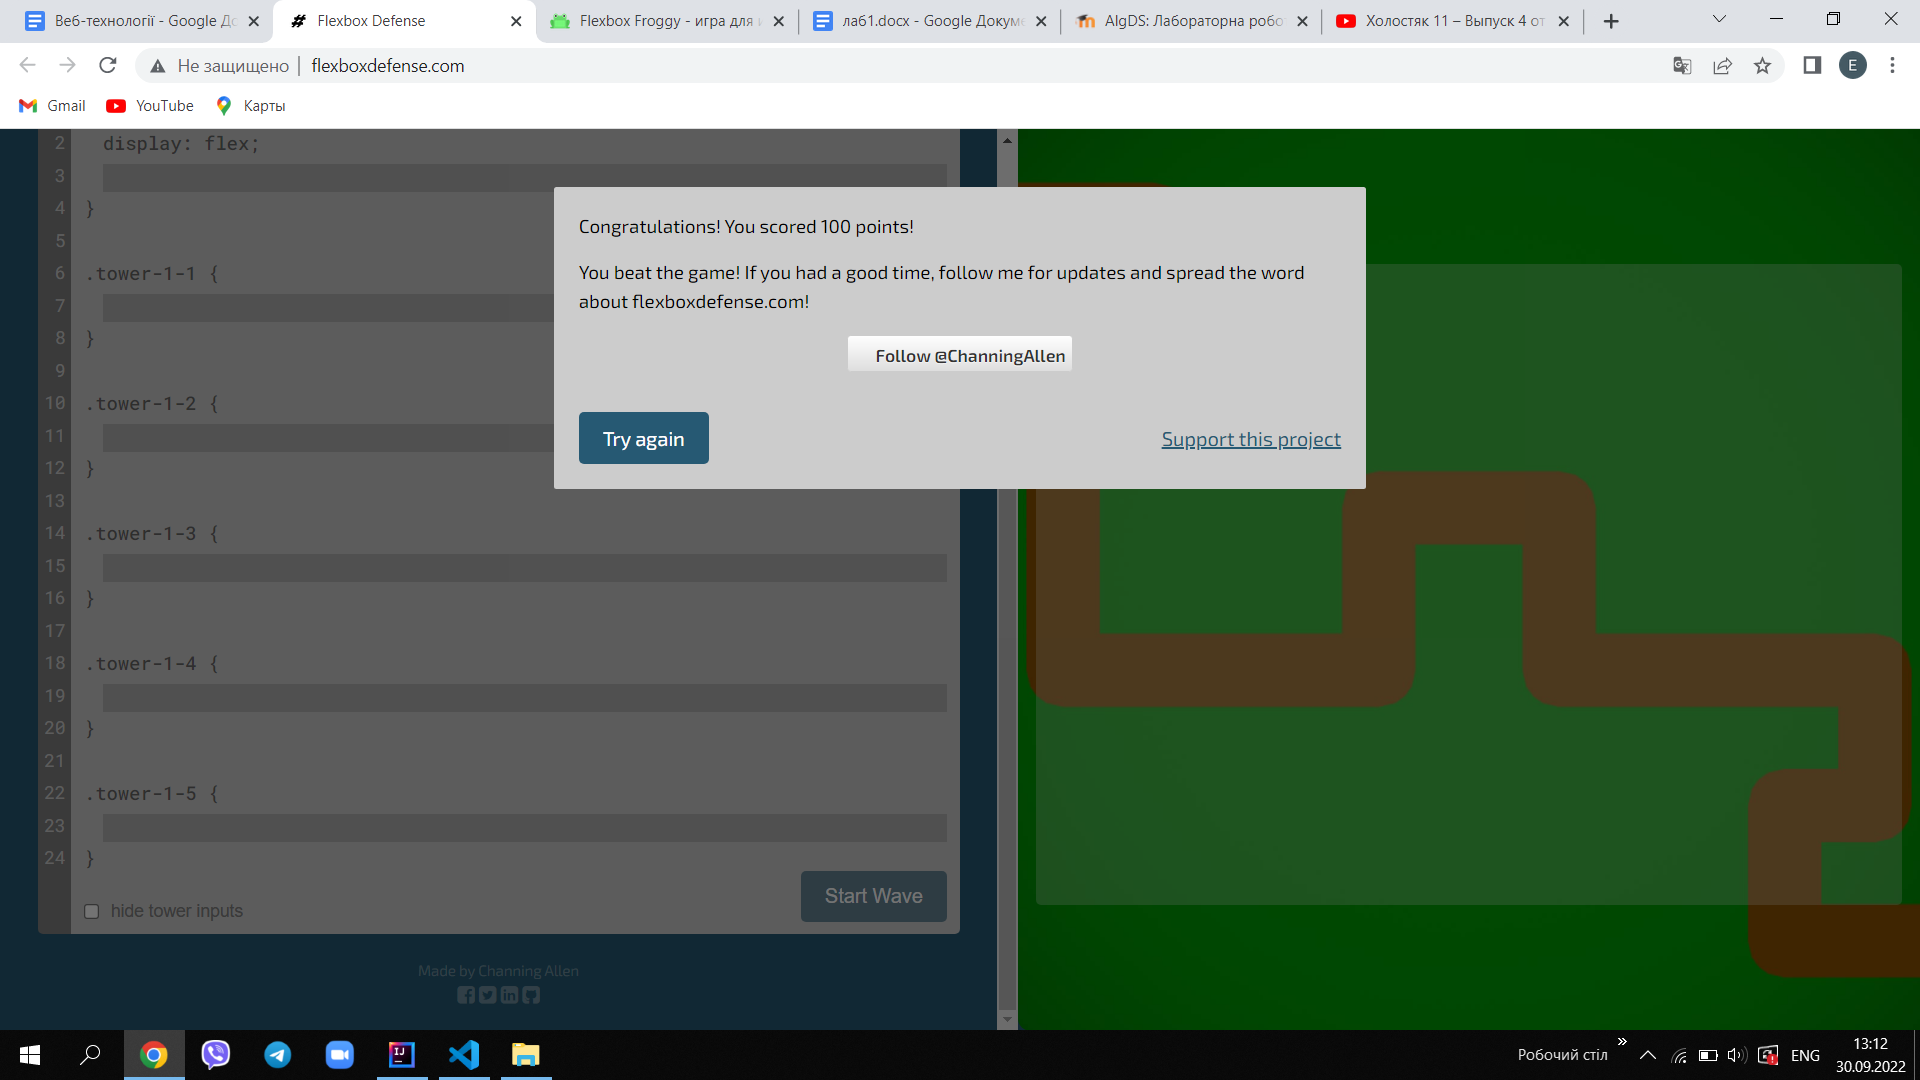 Веб-технології - Google До
Flexbox Defense
Flexbox Froggy - игра для и
лаб1.docx - Google Докуме
AlgDS: Лабораторна робот
Холостяк 11 – Выпуск 4 от
Не защищено
flexboxdefense.com
E
Gmail
YouTube
Карты
2 display: flex;
3
4 }
5
6 .tower-1-1 {
7
8 }
9
10 .tower-1-2 {
11
12 }
13
14 .tower-1-3 {
15
16 }
17
18 .tower-1-4 {
19
20 }
21
22 .tower-1-5 {
23
24 }
hide tower inputs
Start Wave
Made by Channing Allen
Congratulations! You scored 100 points!
You beat the game! If you had a good time, follow me for updates and spread the word
about flexboxdefense.com!
Follow @ChanningAllen
Try again
Support this project
Робочий стіл
ENG
13:12
30.09.2022